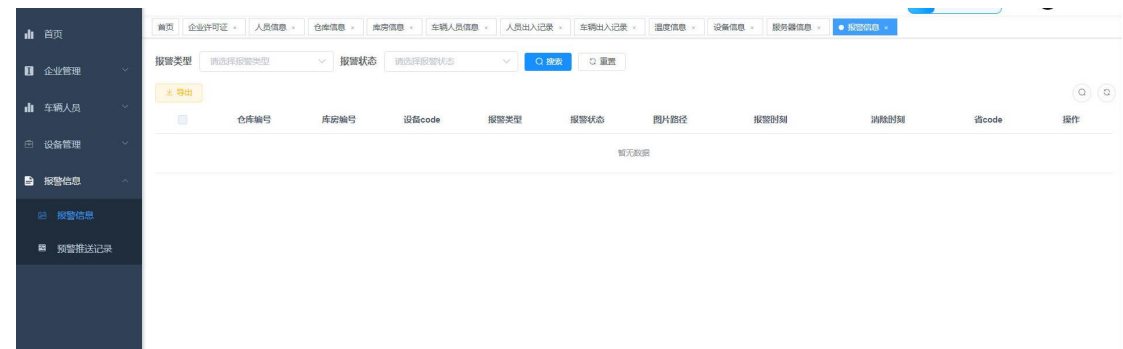 首页
企业管理
车辆人员
设备管理
报警信息
报警信息
预警推送记录
首页 企业许可证 × 人员信息 × 仓库信息 × 库房信息 × 车辆人员信息 × 人员出入记录 × 车辆出入记录 × 温度信息 × 设备信息 × 服务器信息 × 报警信息 ×
报警类型 请选择报警类型 报警状态 请选择报警状态 搜索 重置
导出
仓库编号 库房编号 设备code 报警类型 报警状态 图片路径 报警时刻 消除时刻 省code 操作
暂无数据